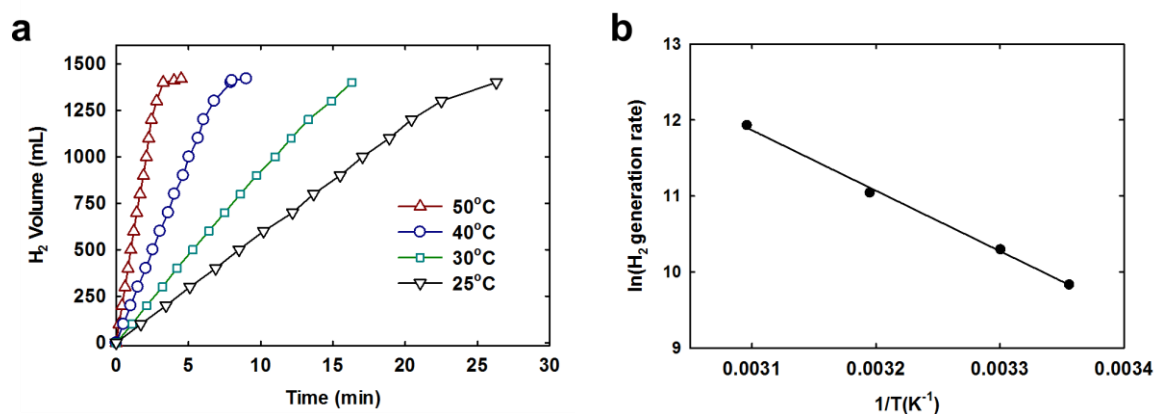 a
1500
1250
1000
750
500
250
0
H₂ Volume (mL)
50°C
40°C
30°C
25°C
0 5 10 15 20 25 30
Time (min)
b
13
12
11
10
9
ln(H₂ generation rate)
0.0031 0.0032 0.0033 0.0034
1/T(K⁻¹)